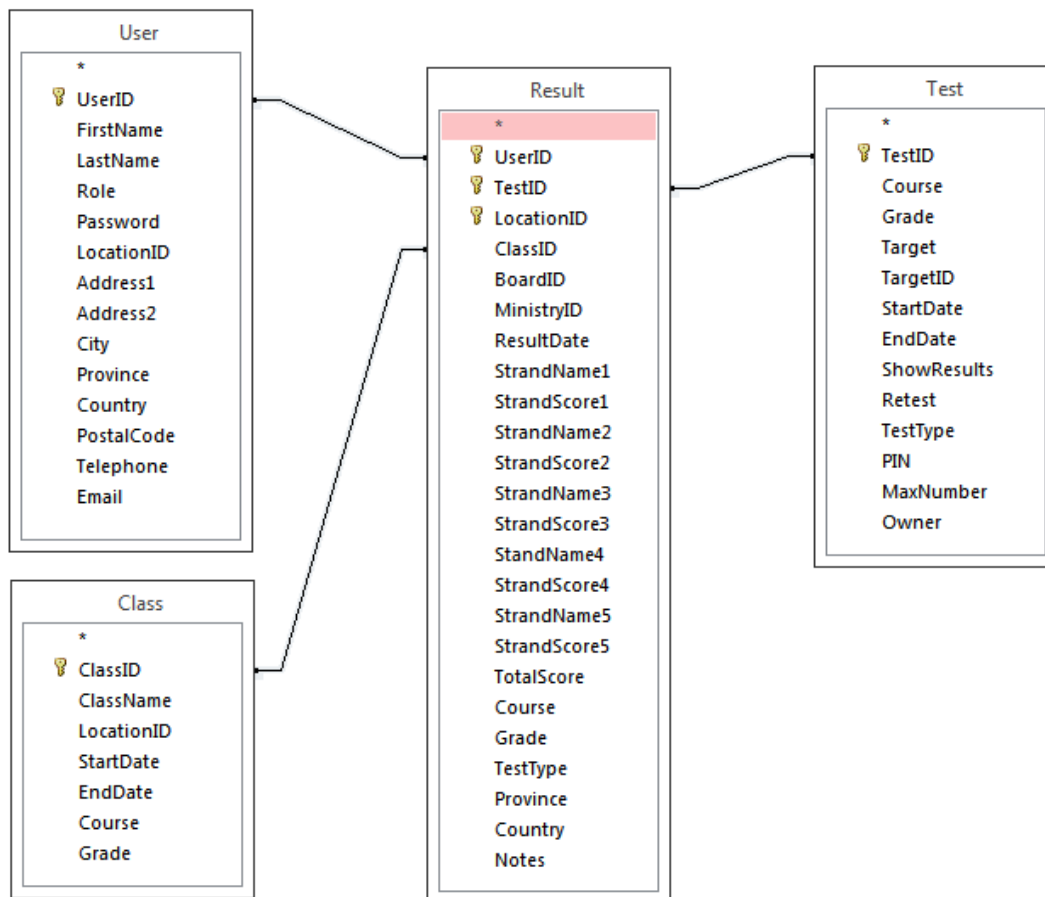 User
*
UserID
FirstName
LastName
Role
Password
LocationID
Address1
Address2
City
Province
Country
PostalCode
Telephone
Email
Class
*
ClassID
ClassName
LocationID
StartDate
EndDate
Course
Grade
Result
*
UserID
TestID
LocationID
ClassID
BoardID
MinistryID
ResultDate
StrandName1
StrandScore1
StrandName2
StrandScore2
StrandName3
StrandScore3
StandName4
StrandScore4
StrandName5
StrandScore5
TotalScore
Course
Grade
TestType
Province
Country
Notes
Test
*
TestID
Course
Grade
Target
TargetID
StartDate
EndDate
ShowResults
Retest
TestType
PIN
MaxNumber
Owner